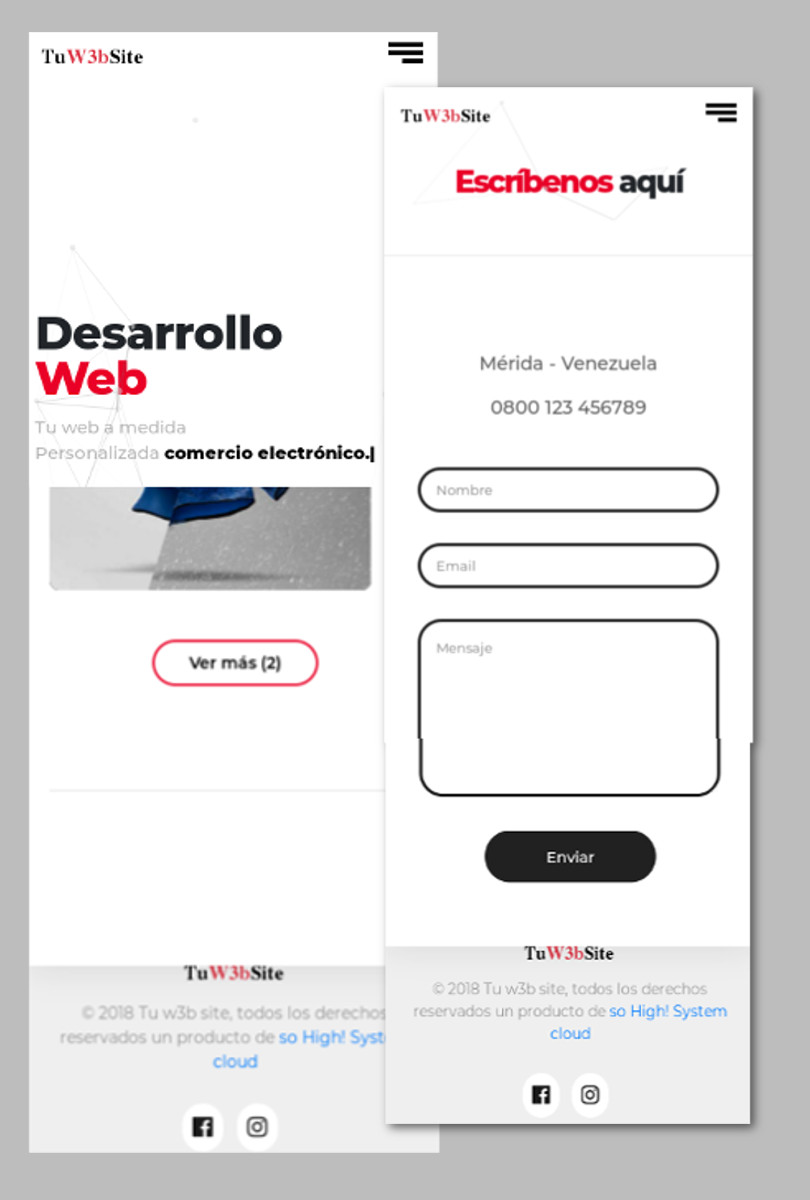 TuW3bSite
Desarrollo
Web
Tu web a medida
Personalizada comercio electrónico.|
Ver más (2)
TuW3bSite
© 2018 Tu w3b site, todos los derechos
reservados un producto de so High! Syst
cloud
TuW3bSite
Escríbenos aquí
Mérida - Venezuela
0800 123 456789
Nombre
Email
Mensaje
Enviar
TuW3bSite
© 2018 Tu w3b site, todos los derechos
reservados un producto de so High! System
cloud